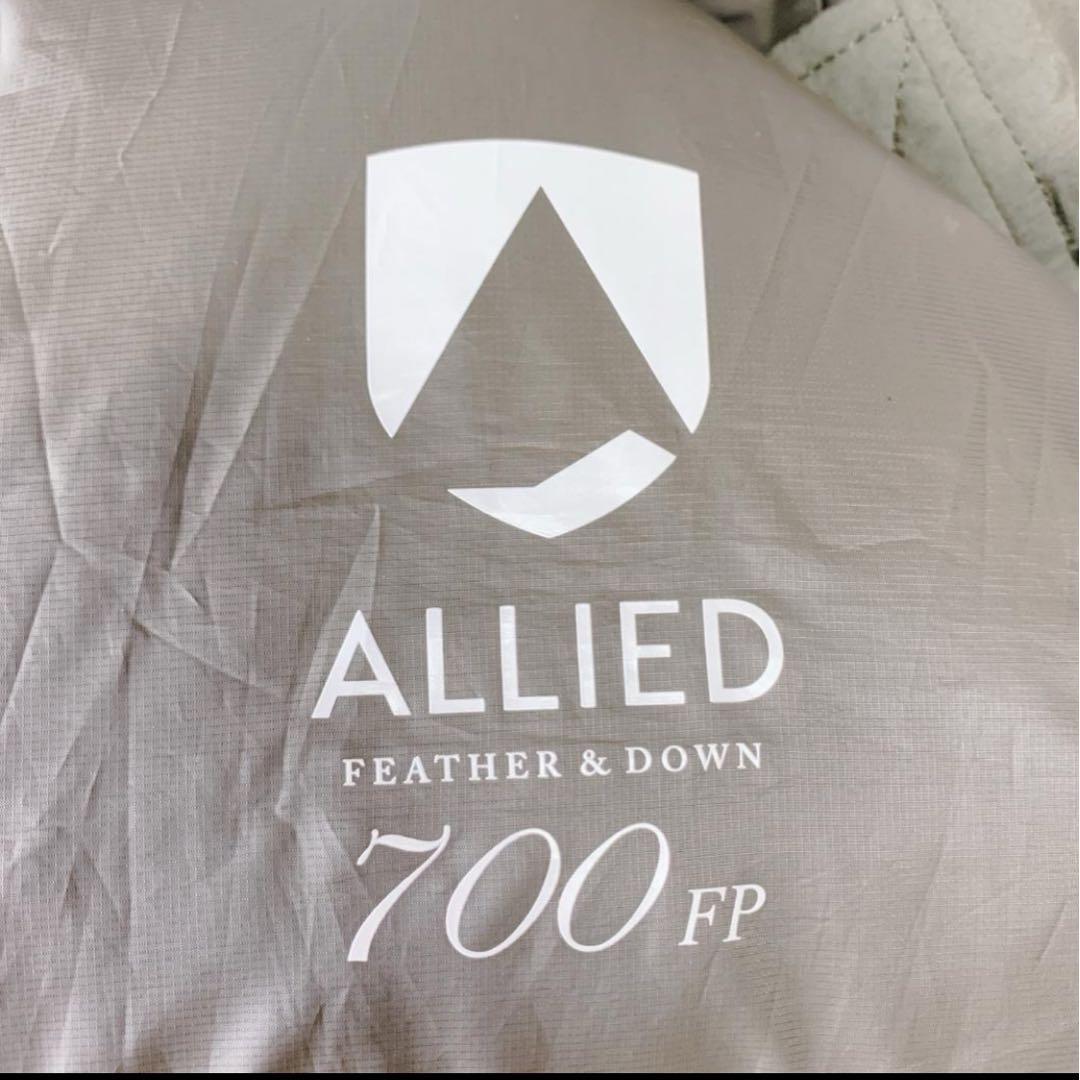 ALLIED
FEATHER & DOWN
700 FP